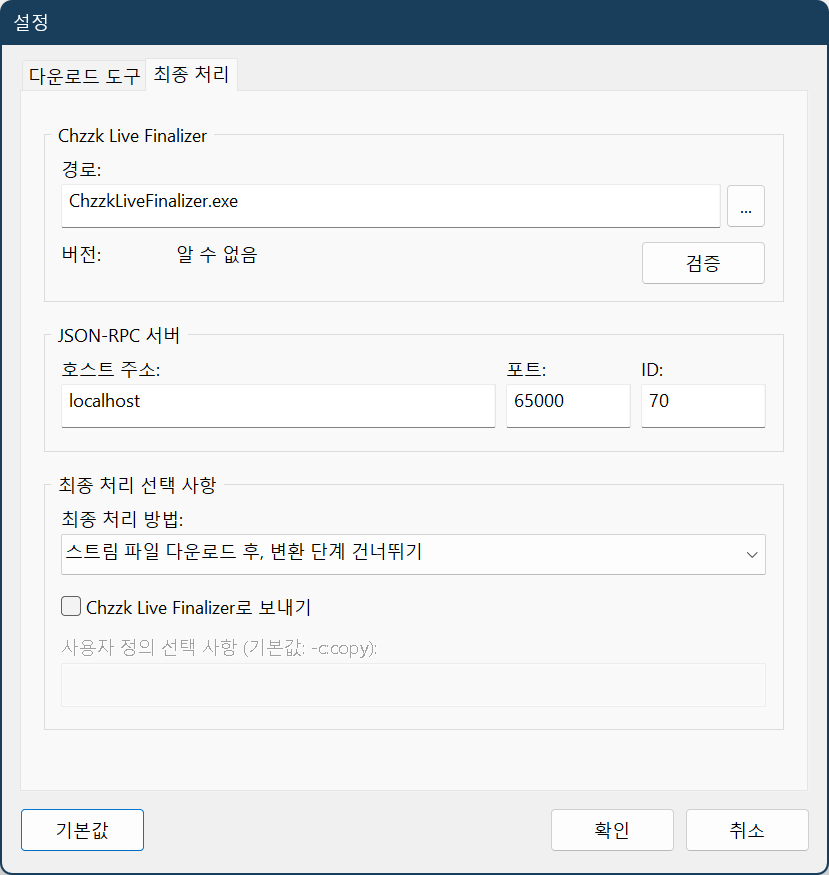 설정
다운로드 도구
최종 처리
Chzzk Live Finalizer
경로:
ChzzkLiveFinalizer.exe
...
버전:
알 수 없음
검증
JSON-RPC 서버
호스트 주소:
포트:
ID:
localhost
65000
70
최종 처리 선택 사항
최종 처리 방법:
스트림 파일 다운로드 후, 변환 단계 건너뛰기
Chzzk Live Finalizer로 보내기
사용자 정의 선택 사항 (기본값: -c:copy):
기본값
확인
취소